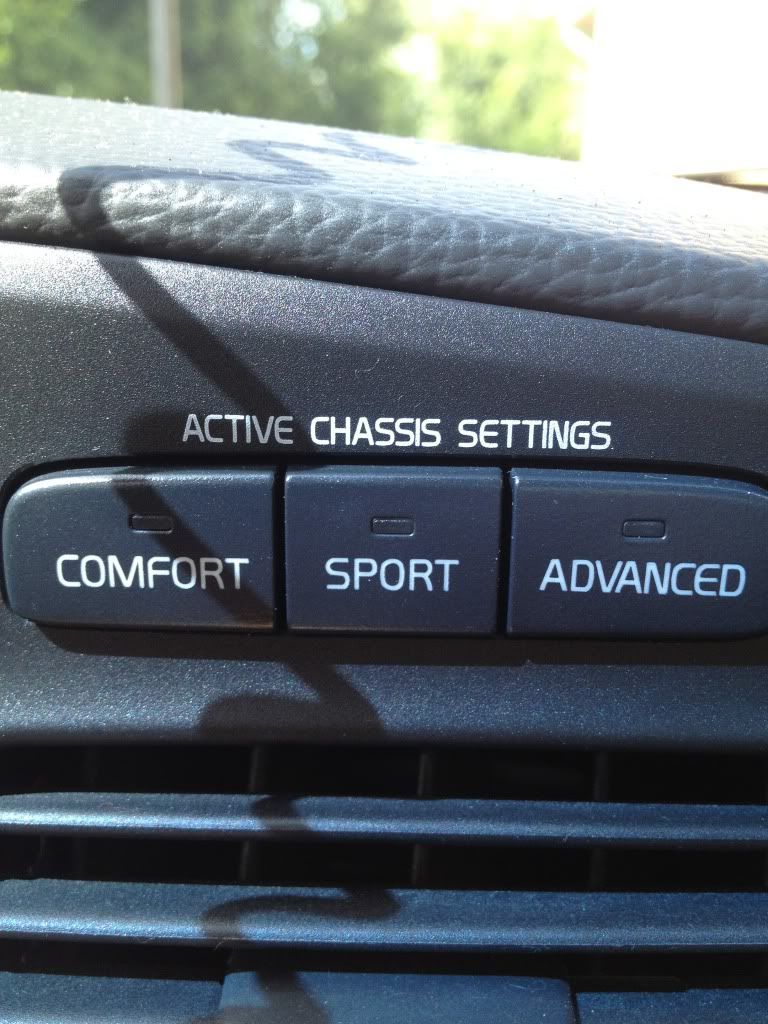 ACTIVE CHASSIS SETTINGS
COMFORT SPORT ADVANCED